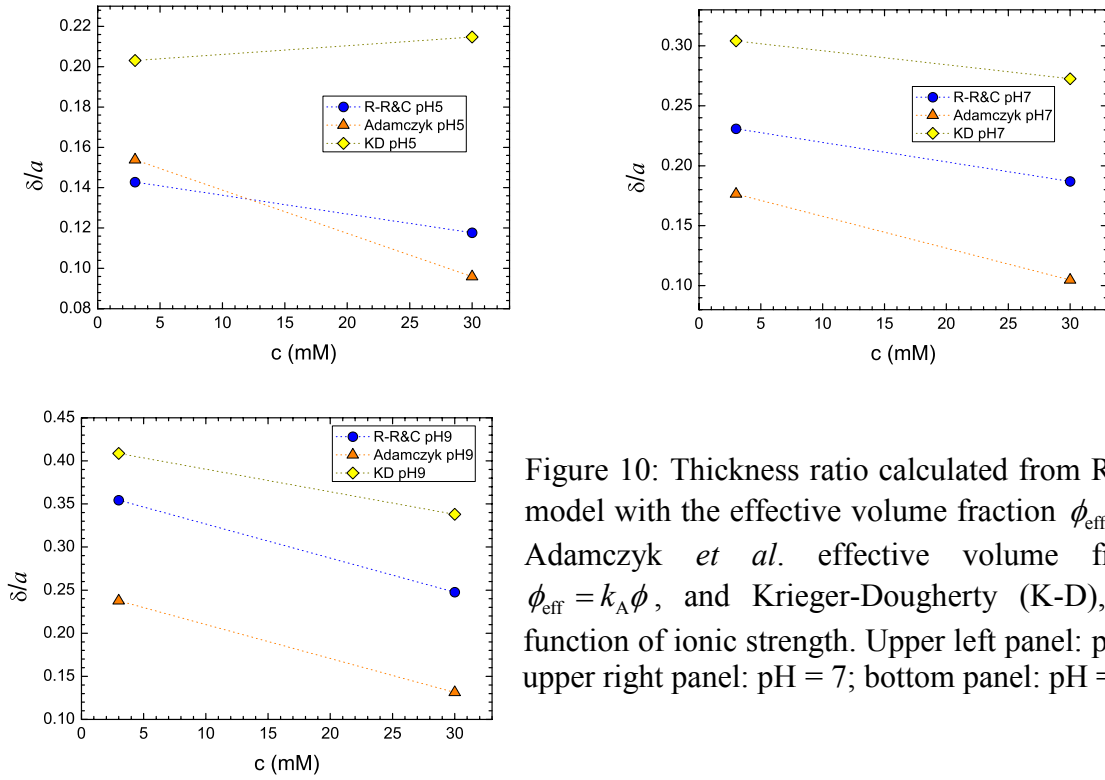 0.22
0.20
0.18
0.16
0.14
0.12
0.10
0.08
δ/a
R-R&C pH5
Adamczyk pH5
KD pH5
0 5 10 15 20 25 30
c (mM)
0.30
0.25
0.20
0.15
0.10
δ/a
R-R&C pH7
Adamczyk pH7
KD pH7
0 5 10 15 20 25 30
c (mM)
0.45
0.40
0.35
0.30
0.25
0.20
0.15
0.10
δ/a
R-R&C pH9
Adamczyk pH9
KD pH9
0 5 10 15 20 25 30
c (mM)
Figure 10: Thickness ratio calculated from R
model with the effective volume fraction ϕeff
Adamczyk et al. effective volume
ϕeff = kAϕ, and Krieger-Dougherty (K-D),
function of ionic strength. Upper left panel:
upper right panel: pH = 7; bottom panel: pH =